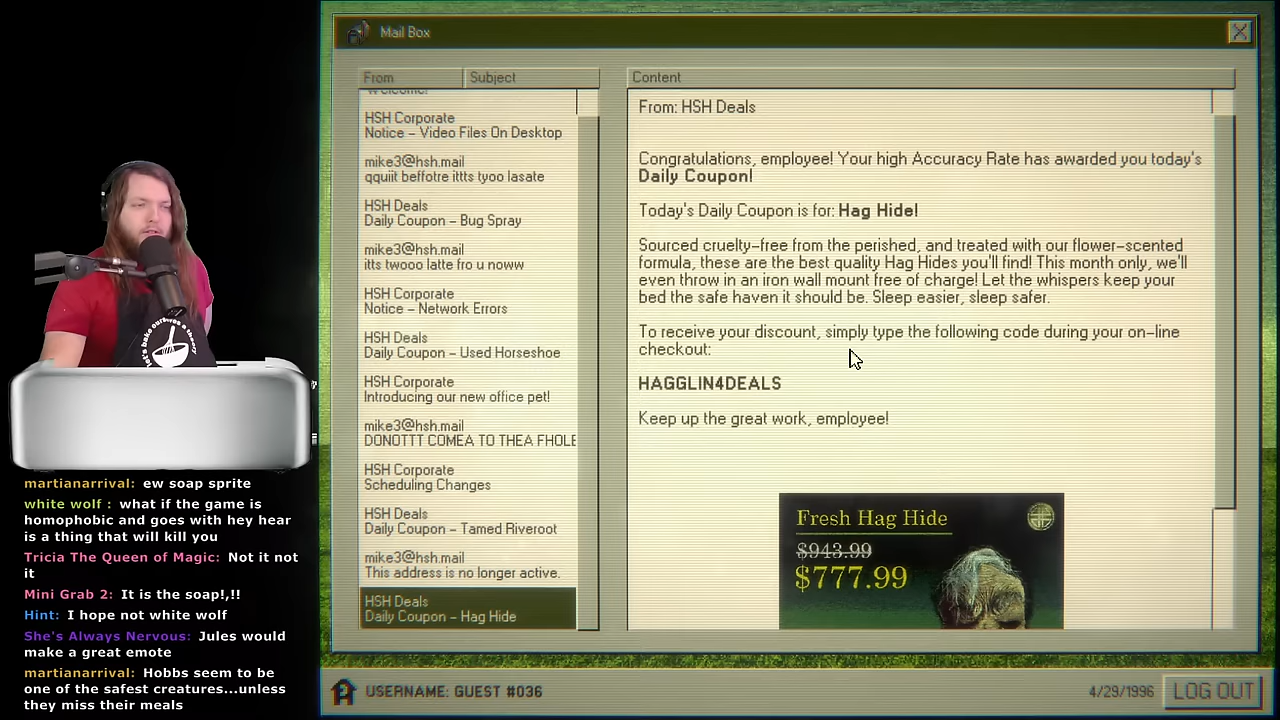 Mail Box
From Subject
Welcome!
HSH Corporate
Notice – Video Files On Desktop
mike3@hsh.mail
qquiit beffotre ittts tyoo lasate
HSH Deals
Daily Coupon – Bug Spray
mike3@hsh.mail
itts twooo latte fro u noww
HSH Corporate
Notice – Network Errors
HSH Deals
Daily Coupon – Used Horseshoe
HSH Corporate
Introducing our new office pet!
mike3@hsh.mail
DONOTTT COMEA TO THEA FHOLE
HSH Corporate
Scheduling Changes
HSH Deals
Daily Coupon – Tamed Riveroot
mike3@hsh.mail
This address is no longer active.
HSH Deals
Daily Coupon – Hag Hide
Content
From: HSH Deals
Congratulations, employee! Your high Accuracy Rate has awarded you today's
Daily Coupon!
Today's Daily Coupon is for: Hag Hide!
Sourced cruelty–free from the perished, and treated with our flower–scented
formula, these are the best quality Hag Hides you'll find! This month only, we'll
even throw in an iron wall mount free of charge! Let the whispers keep your
bed the safe haven it should be. Sleep easier, sleep safer.
To receive your discount, simply type the following code during your on–line
checkout:
HAGGLIN4DEALS
Keep up the great work, employee!
Fresh Hag Hide
$943.99
$777.99
USERNAME: GUEST #036
4/29/1996
LOG OUT
martianarrival: ew soap sprite
white wolf : what if the game is
homophobic and goes with hey hear
is a thing that will kill you
Tricia The Queen of Magic: Not it not
it
Mini Grab 2: It is the soap!,!!
Hint: I hope not white wolf
She's Always Nervous: Jules would
make a great emote
martianarrival: Hobbs seem to be
one of the safest creatures...unless
they miss their meals